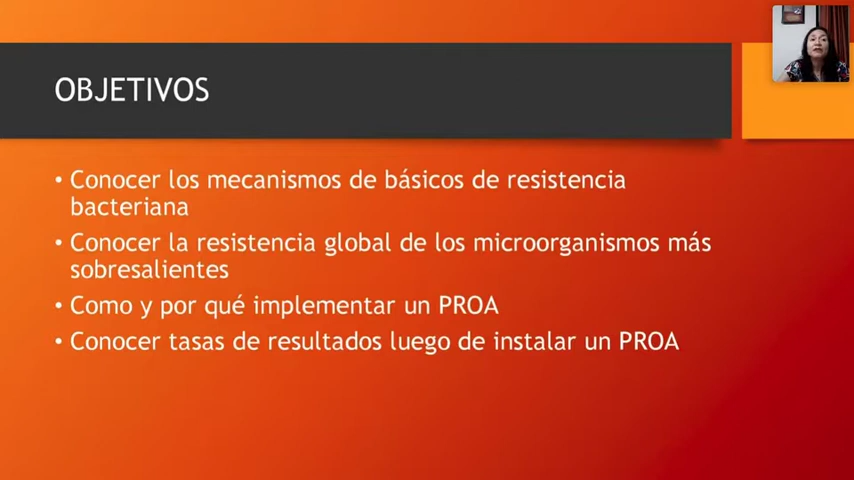 OBJETIVOS
• Conocer los mecanismos de básicos de resistencia
bacteriana
• Conocer la resistencia global de los microorganismos más
sobresalientes
• Como y por qué implementar un PROA
• Conocer tasas de resultados luego de instalar un PROA